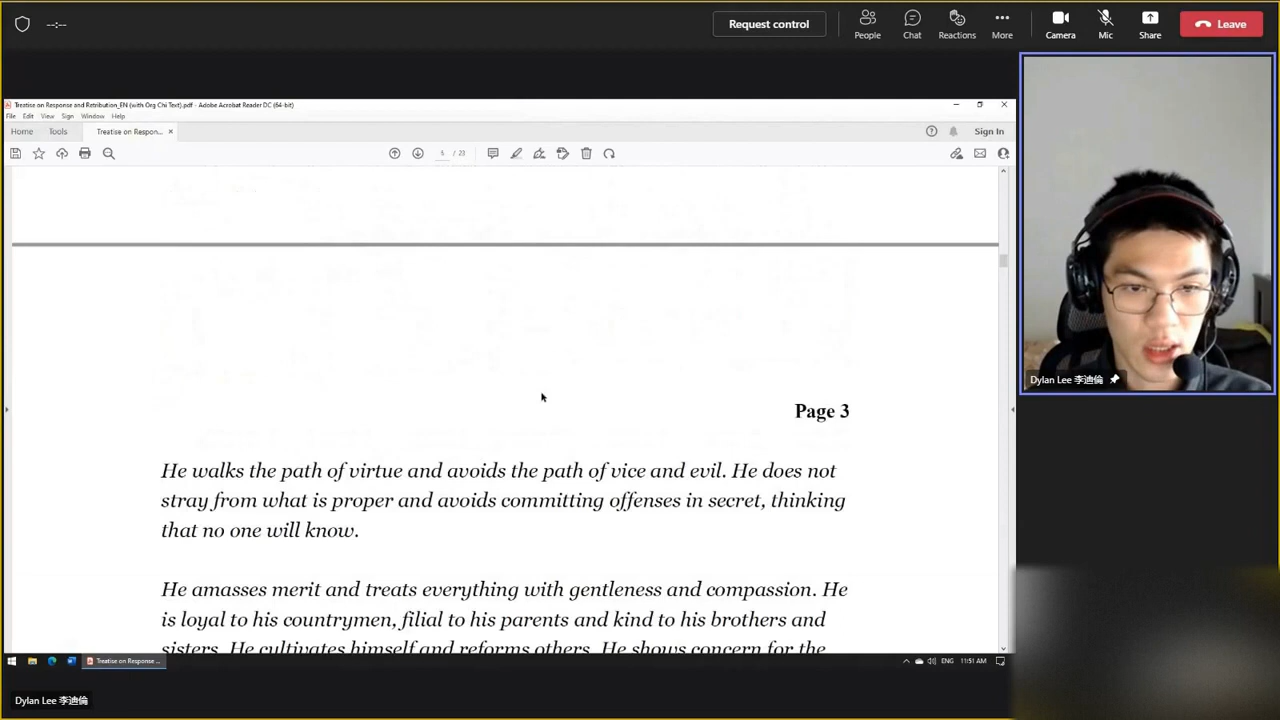 --:--
Request control
People
Chat
Reactions
More
Camera
Mic
Share
Leave
Treatise on Response and Retribution_EN (with Org Chi Text).pdf - Adobe Acrobat Reader DC (64-bit)
File Edit View Sign Window Help
Home Tools Treatise on Respon... Sign In
5 / 23
Page 3
He walks the path of virtue and avoids the path of vice and evil. He does not
stray from what is proper and avoids committing offenses in secret, thinking
that no one will know.
He amasses merit and treats everything with gentleness and compassion. He
is loyal to his countrymen, filial to his parents and kind to his brothers and
sisters. He cultivates himself and reforms others. He shows concern for the
Dylan Lee 李迪倫
Treatise on Response ...
ENG 11:51 AM
Dylan Lee 李迪倫